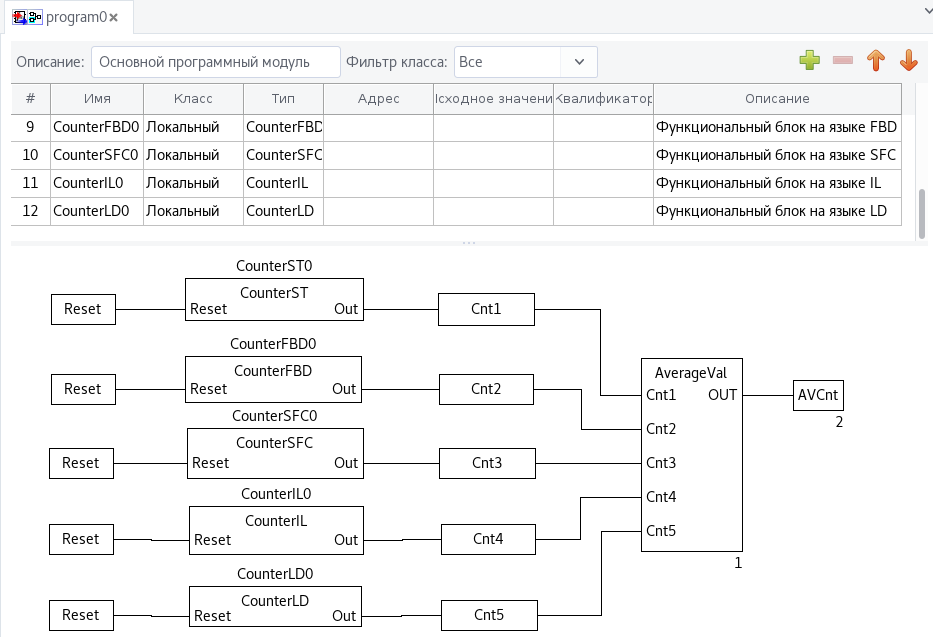 program0
Описание: Основной программный модуль Фильтр класса: Все
# Имя Класс Тип Адрес Исходное значени Квалификатор Описание
9 CounterFBD0 Локальный CounterFBD Функциональный блок на языке FBD
10 CounterSFC0 Локальный CounterSFC Функциональный блок на языке SFC
11 CounterIL0 Локальный CounterIL Функциональный блок на языке IL
12 CounterLD0 Локальный CounterLD Функциональный блок на языке LD
CounterST0
CounterST
Reset Reset Out Cnt1
CounterFBD0
CounterFBD
Reset Reset Out Cnt2
CounterSFC0
CounterSFC
Reset Reset Out Cnt3
CounterIL0
CounterIL
Reset Reset Out Cnt4
CounterLD0
CounterLD
Reset Reset Out Cnt5
AverageVal
Cnt1 OUT AVCnt
2
Cnt2
Cnt3
Cnt4
Cnt5
1